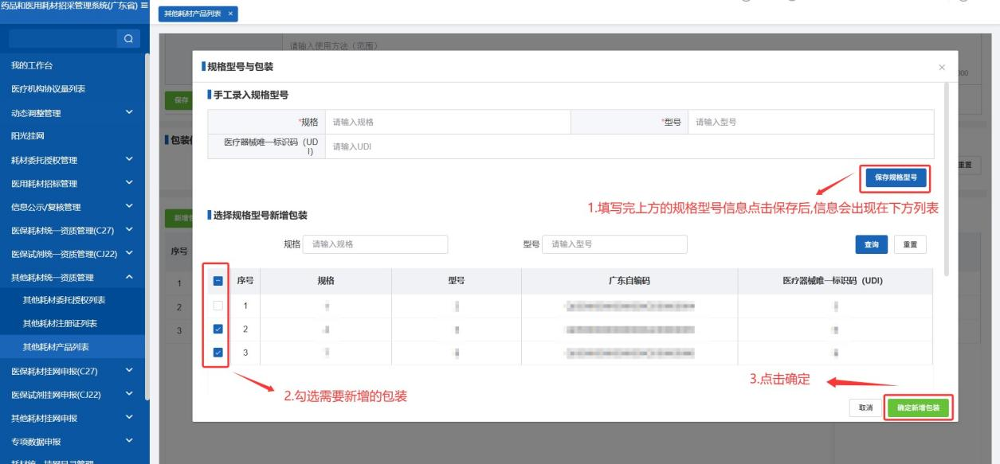 药品和医用耗材招采管理系统(广东省)
其他耗材产品列表 ×
我的工作台
医疗机构协议量列表
动态调整管理
阳光挂网
耗材委托授权管理
医用耗材招标管理
信息公示/复核管理
医保耗材统一资质管理(C27)
医保试剂统一资质管理(CJ22)
其他耗材统一资质管理
其他耗材委托授权列表
其他耗材注册证列表
其他耗材产品列表
医保耗材挂网申报(C27)
医保试剂挂网申报(CJ22)
其他耗材挂网申报
专项数据申报
耗材统一挂网目录管理
请输入使用方法（范围）
保存
包装
重置
新增
序号
1
2
3
规格型号与包装
×
手工录入规格型号
*规格 请输入规格 *型号 请输入型号
医疗器械唯一标识码（UD
I） 请输入UDI
保存规格型号
1.填写完上方的规格型号信息点击保存后,信息会出现在下方列表
选择规格型号新增包装
规格 请输入规格 型号 请输入型号 查询 重置
序号 规格 型号 广东自编码 医疗器械唯一标识码（UDI）
1
2
3
2.勾选需要新增的包装
3.点击确定
取消 确定新增包装